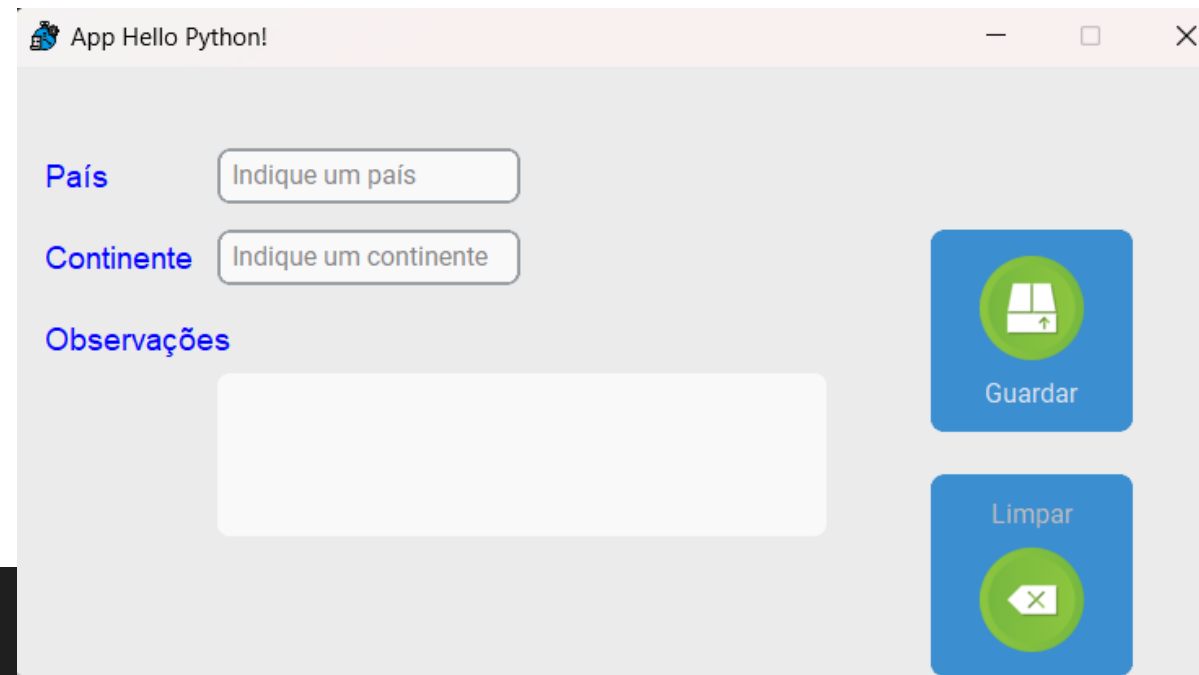 App Hello Python!
País
Indique um país
Continente
Indique um continente
Observações
Guardar
Limpar